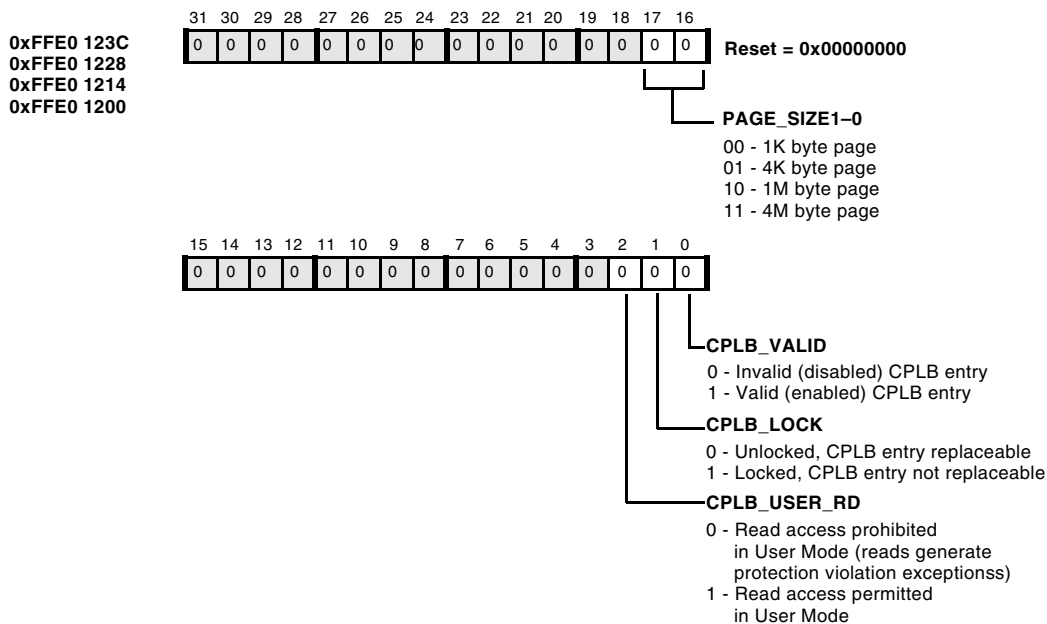 31 30 29 28 27 26 25 24 23 22 21 20 19 18 17 16
0xFFE0 123C
0 0 0 0 0 0 0 0 0 0 0 0 0 0 0 0
Reset = 0x00000000
0xFFE0 1228
0xFFE0 1214
0xFFE0 1200
PAGE_SIZE1–0
00 - 1K byte page
01 - 4K byte page
10 - 1M byte page
11 - 4M byte page
15 14 13 12 11 10 9 8 7 6 5 4 3 2 1 0
0 0 0 0 0 0 0 0 0 0 0 0 0 0 0 0
CPLB_VALID
0 - Invalid (disabled) CPLB entry
1 - Valid (enabled) CPLB entry
CPLB_LOCK
0 - Unlocked, CPLB entry replaceable
1 - Locked, CPLB entry not replaceable
CPLB_USER_RD
0 - Read access prohibited
in User Mode (reads generate
protection violation exceptionss)
1 - Read access permitted
in User Mode